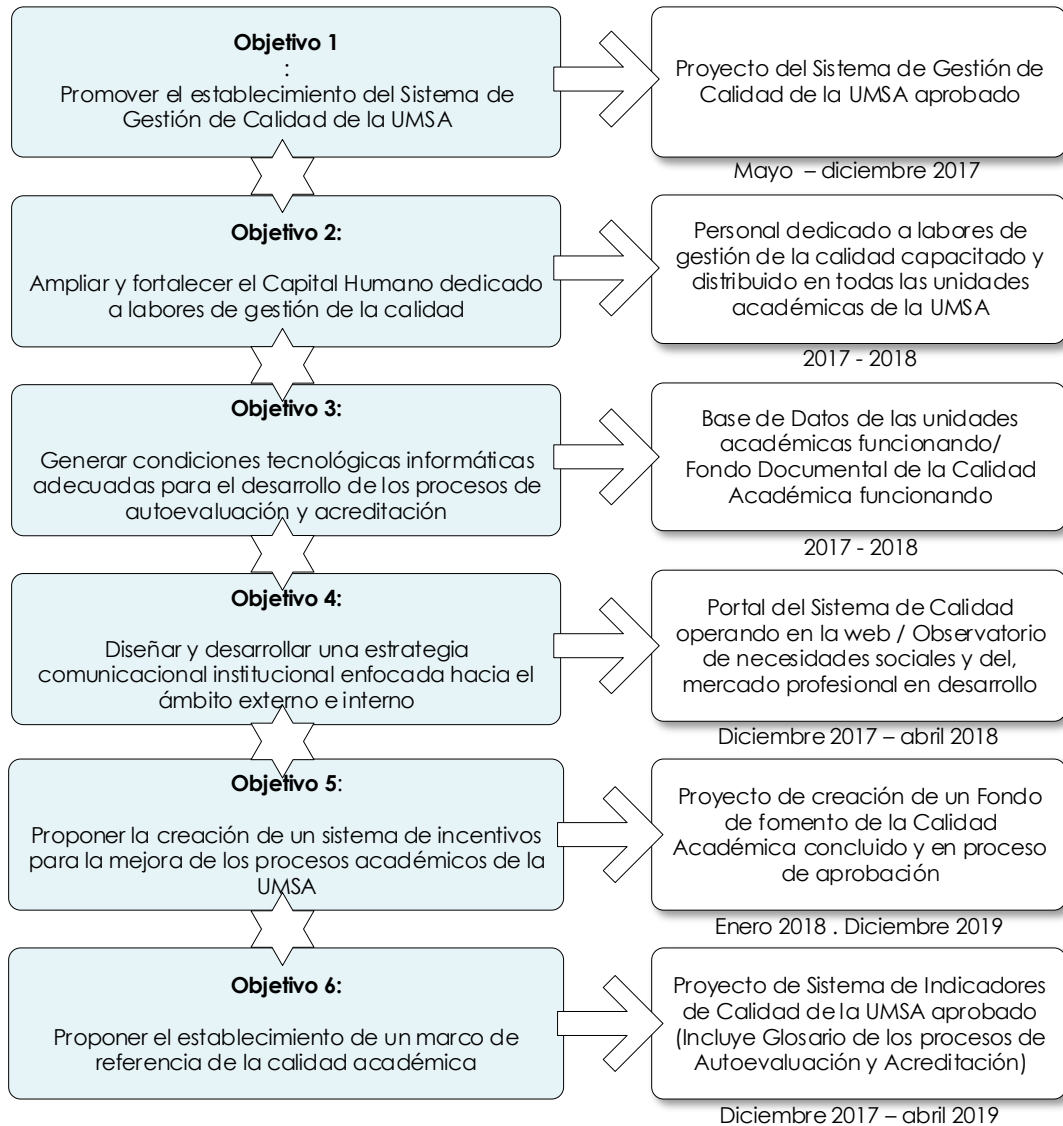 Objetivo 1
:
Promover el establecimiento del Sistema de
Gestión de Calidad de la UMSA
Proyecto del Sistema de Gestión de
Calidad de la UMSA aprobado
Mayo – diciembre 2017
Objetivo 2:
Ampliar y fortalecer el Capital Humano dedicado
a labores de gestión de la calidad
Personal dedicado a labores de
gestión de la calidad capacitado y
distribuido en todas las unidades
académicas de la UMSA
2017 - 2018
Objetivo 3:
Generar condiciones tecnológicas informáticas
adecuadas para el desarrollo de los procesos de
autoevaluación y acreditación
Base de Datos de las unidades
académicas funcionando/
Fondo Documental de la Calidad
Académica funcionando
2017 - 2018
Objetivo 4:
Diseñar y desarrollar una estrategia
comunicacional institucional enfocada hacia el
ámbito externo e interno
Portal del Sistema de Calidad
operando en la web / Observatorio
de necesidades sociales y del,
mercado profesional en desarrollo
Diciembre 2017 – abril 2018
Objetivo 5:
Proponer la creación de un sistema de incentivos
para la mejora de los procesos académicos de la
UMSA
Proyecto de creación de un Fondo
de fomento de la Calidad
Académica concluido y en proceso
de aprobación
Enero 2018 . Diciembre 2019
Objetivo 6:
Proponer el establecimiento de un marco de
referencia de la calidad académica
Proyecto de Sistema de Indicadores
de Calidad de la UMSA aprobado
(Incluye Glosario de los procesos de
Autoevaluación y Acreditación)
Diciembre 2017 – abril 2019